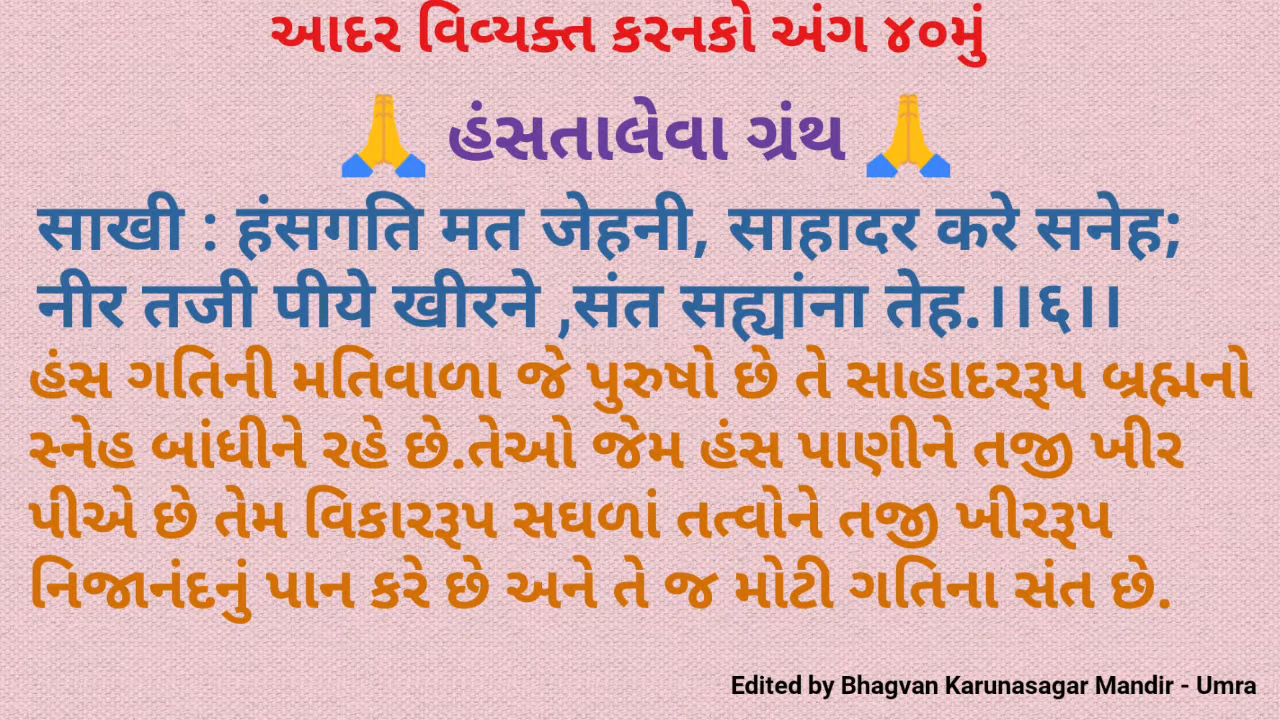 આદર વિવ્યક્ત કરનકો અંગ ૪૦મું
🙏 હંસતાલેવા ગ્રંથ 🙏
साखी : हंसगति मत जेहनी, साहादर करे सनेह;
नीर तजी पीये खीरने ,संत सह्यांना तेह.।।६।।
હંસ ગતિની મતિવાળા જે પુરુષો છે તે સાહાદરરૂપ બ્રહ્મનો
સ્નેહ બાંધીને રહે છે.તેઓ જેમ હંસ પાણીને તજી ખીર
પીએ છે તેમ વિકારરૂપ સઘળાં તત્વોને તજી ખીરરૂપ
નિજાનંદનું પાન કરે છે અને તે જ મોટી ગતિના સંત છે.
Edited by Bhagvan Karunasagar Mandir - Umra